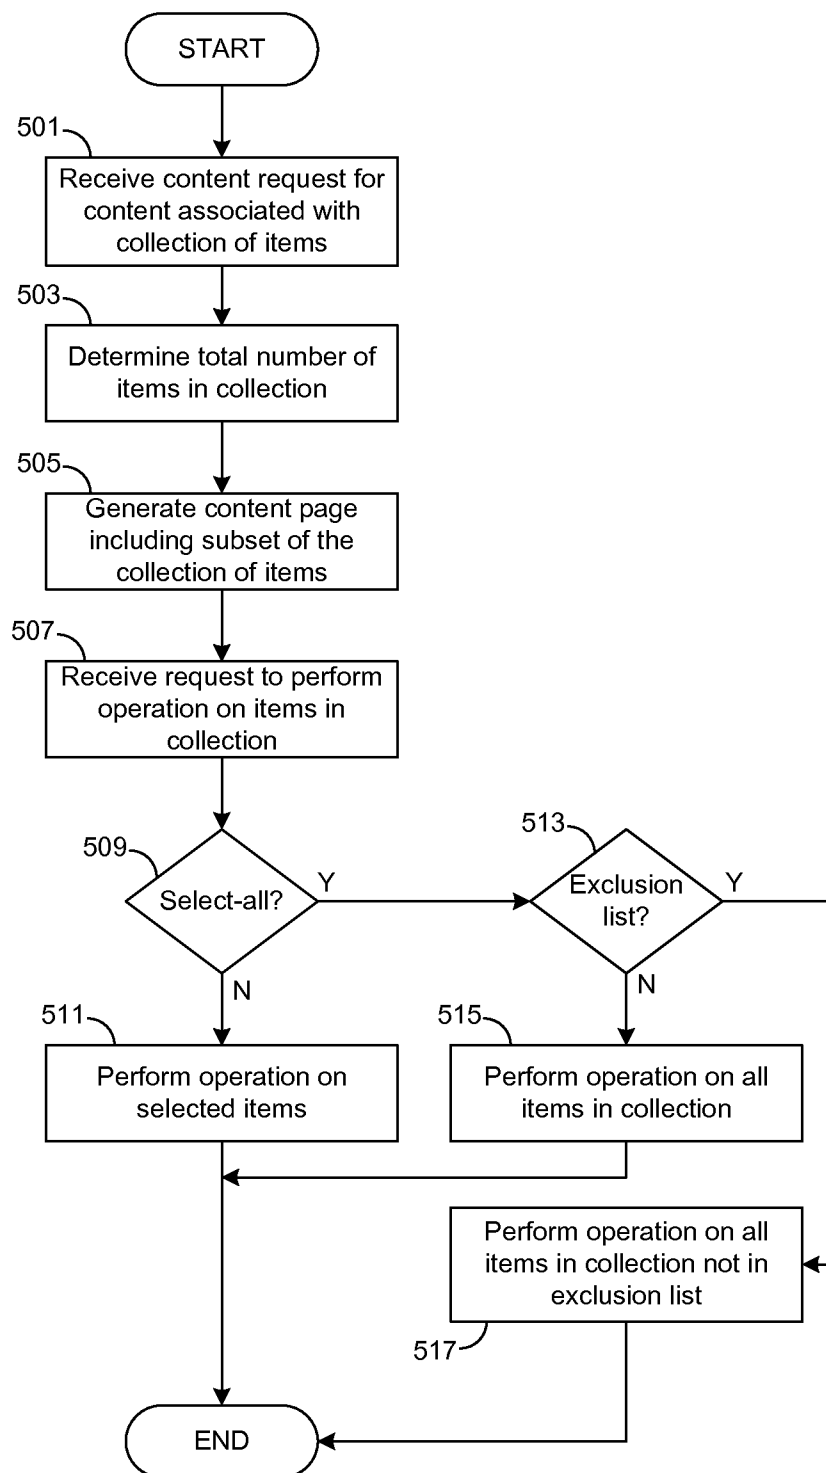 START
501
Receive content request for
content associated with
collection of items
503
Determine total number of
items in collection
505
Generate content page
including subset of the
collection of items
507
Receive request to perform
operation on items in
collection
509
Select-all?
Y
N
513
Exclusion
list?
Y
N
511
Perform operation on
selected items
515
Perform operation on all
items in collection
Perform operation on all
items in collection not in
exclusion list
517
END